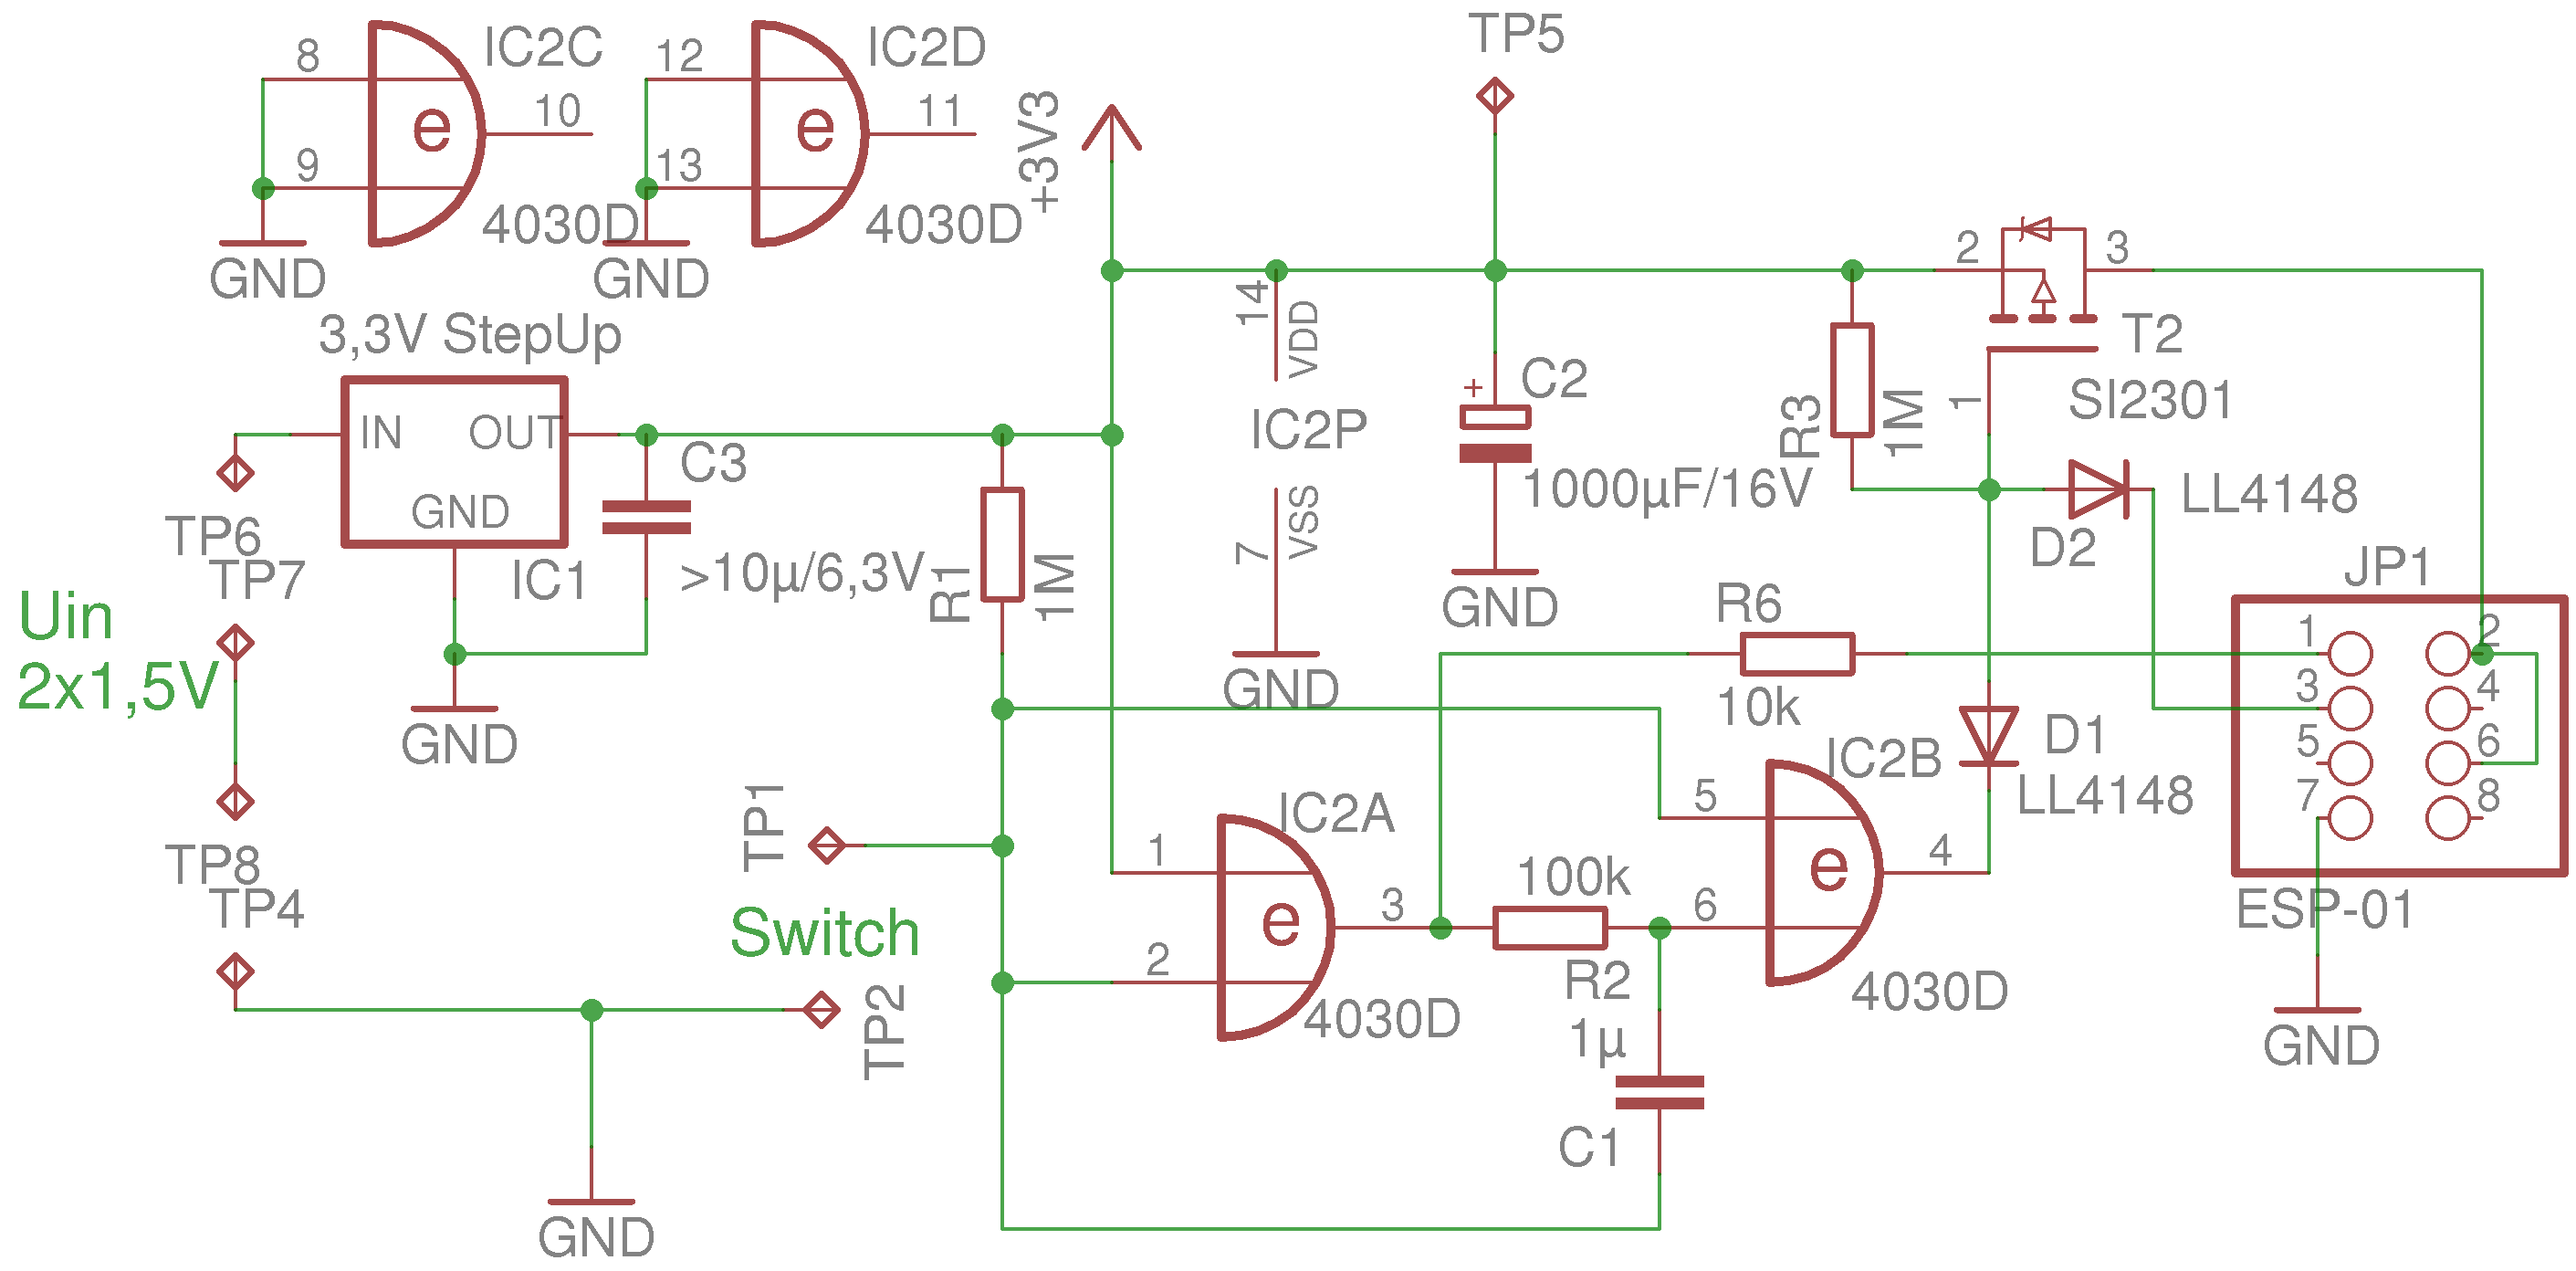 TP5
IC2C
IC2D
8
9
10
e
12
13
11
e
4030D
4030D
GND
GND
+3V3
2
3
T2
SI2301
1
3,3V StepUp
IN
OUT
GND
IC1
C3
>10µ/6,3V
TP6
TP7
Uin
2x1,5V
TP8
TP4
GND
R1
1M
14
VDD
IC2P
7
VSS
GND
C2
+
1000µF/16V
GND
R3
1M
LL4148
D2
JP1
R6
10k
1
2
3
4
5
6
7
8
ESP-01
GND
D1
LL4148
IC2B
5
6
4
e
4030D
TP1
Switch
TP2
IC2A
1
2
3
e
4030D
100k
R2
1µ
C1
GND